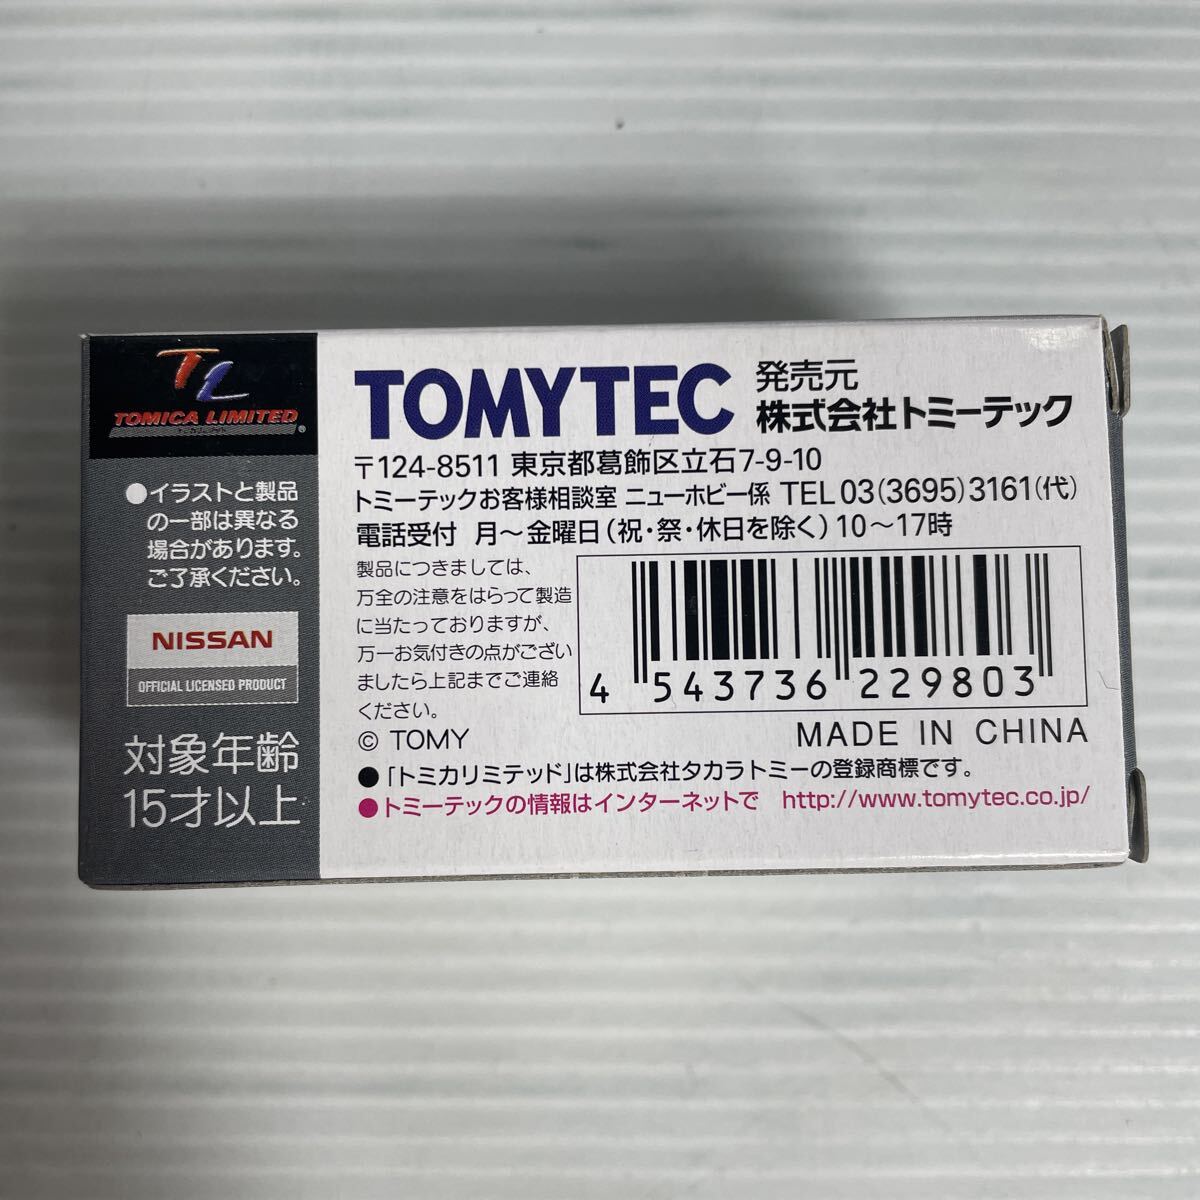 TL
TOMICA LIMITED
®
●イラストと製品
の一部は異なる
場合があります。
ご了承ください。
NISSAN
OFFICIAL LICENSED PRODUCT
対象年齢
15才以上
TOMYTEC
発売元
株式会社トミーテック
〒124-8511 東京都葛飾区立石7-9-10
トミーテックお客様相談室 ニューホビー係 TEL 03(3695)3161(代)
電話受付 月～金曜日(祝・祭・休日を除く)10～17時
製品につきましては、
万全の注意をはらって製造
に当たっておりますが、
万一お気付きの点がござい
ましたら上記までご連絡
ください。
© TOMY
4 543736 229803
MADE IN CHINA
●「トミカリミテッド」は株式会社タカラトミーの登録商標です。
●トミーテックの情報はインターネットで http://www.tomytec.co.jp/